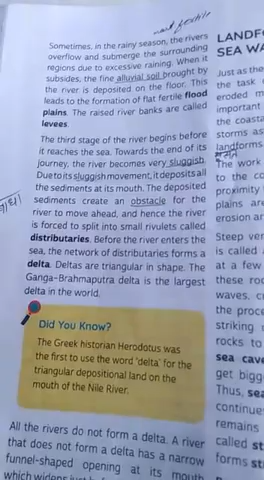 most fertile
Sometimes, in the rainy season, the rivers
overflow and submerge the surrounding
regions due to excessive raining. When it
subsides, the fine alluvial soil brought by
the river is deposited on the floor. This
leads to the formation of flat fertile flood
plains. The raised river banks are called
levees.
The third stage of the river begins before
it reaches the sea. Towards the end of its
journey, the river becomes very sluggish.
Due to its sluggish movement, it deposits all
the sediments at its mouth. The deposited
sediments create an obstacle for the
river to move ahead, and hence the river
is forced to split into small rivulets called
distributaries. Before the river enters the
sea, the network of distributaries forms a
delta. Deltas are triangular in shape. The
Ganga-Brahmaputra delta is the largest
delta in the world.
Did You Know?
The Greek historian Herodotus was
the first to use the word 'delta' for the
triangular depositional land on the
mouth of the Nile River.
All the rivers do not form a delta. A river
that does not form a delta has a narrow
funnel-shaped opening at its mouth
which widens
LANDF
SEA WA
Just as the
the task
eroded m
important
the coasta
storms as
landforms
The work
to the co
proximity
plains are
erosion ar
Steep ver
is called
at a few
these roc
waves, c
the proce
striking
rocks to
sea cave
get bigg
Thus, sea
continue
remains
called st
forms st